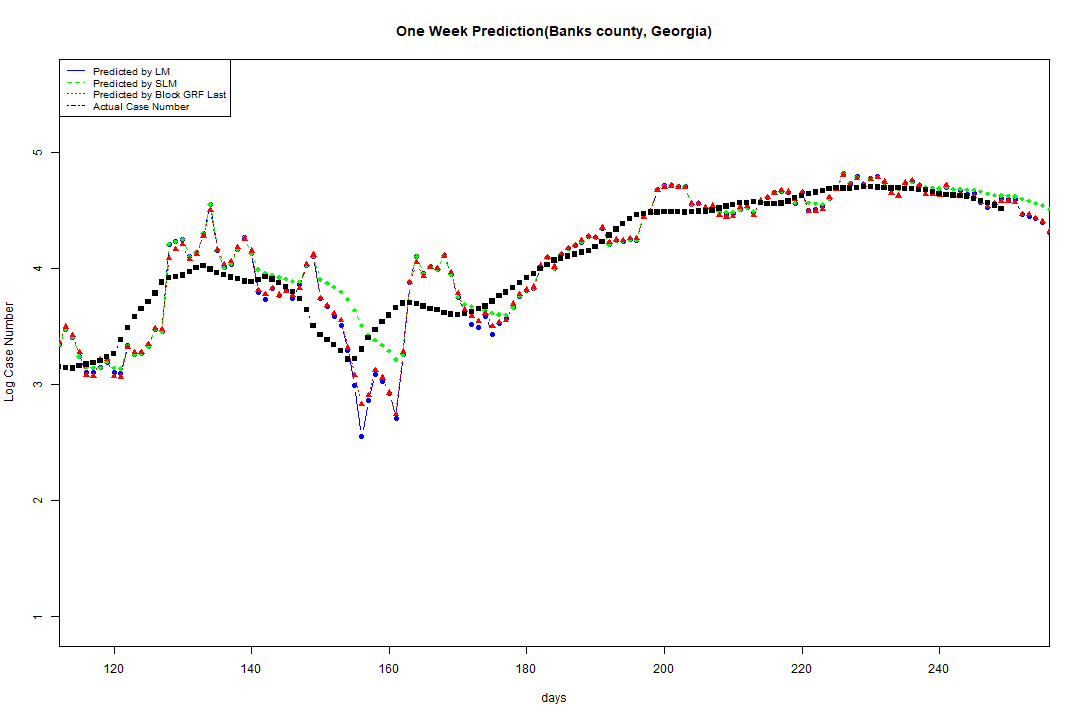 One Week Prediction(Banks county, Georgia)
Predicted by LM
Predicted by SLM
Predicted by Block GRF Last
Actual Case Number
5
4
3
2
1
Log Case Number
120 140 160 180 200 220 240
days